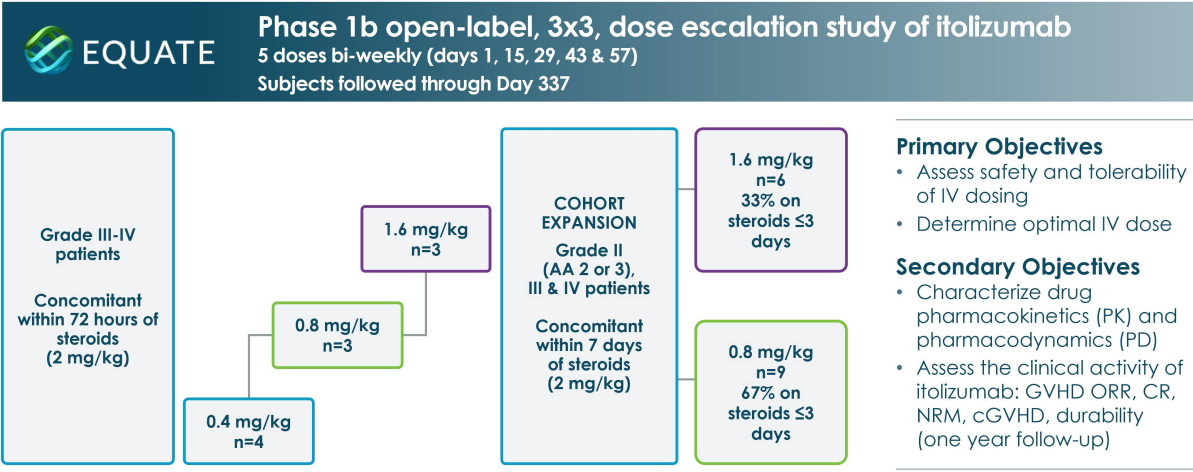 EQUATE
Phase 1b open-label, 3x3, dose escalation study of itolizumab
5 doses bi-weekly (days 1, 15, 29, 43 & 57)
Subjects followed through Day 337
Grade III-IV
patients
Concomitant
within 72 hours of
steroids
(2 mg/kg)
0.4 mg/kg
n=4
0.8 mg/kg
n=3
1.6 mg/kg
n=3
COHORT
EXPANSION
Grade II
(AA 2 or 3),
III & IV patients
Concomitant
within 7 days
of steroids
(2 mg/kg)
1.6 mg/kg
n=6
33% on
steroids ≤3
days
0.8 mg/kg
n=9
67% on
steroids ≤3
days
Primary Objectives
• Assess safety and tolerability
of IV dosing
• Determine optimal IV dose
Secondary Objectives
• Characterize drug
pharmacokinetics (PK) and
pharmacodynamics (PD)
• Assess the clinical activity of
itolizumab: GVHD ORR, CR,
NRM, cGVHD, durability
(one year follow-up)